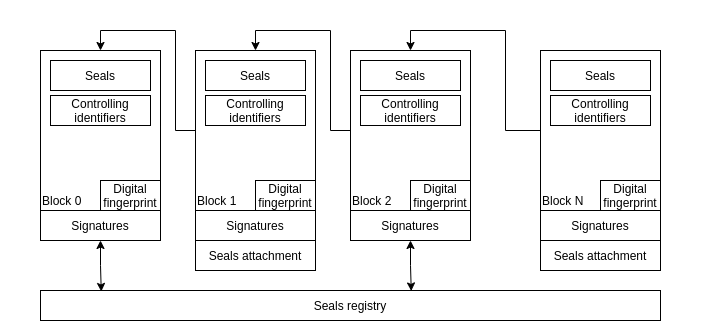 Seals
Controlling
identifiers
Block 0
Digital
fingerprint
Signatures
Seals
Controlling
identifiers
Block 1
Digital
fingerprint
Signatures
Seals attachment
Seals
Controlling
identifiers
Block 2
Digital
fingerprint
Signatures
Seals
Controlling
identifiers
Block N
Digital
fingerprint
Signatures
Seals attachment
Seals registry